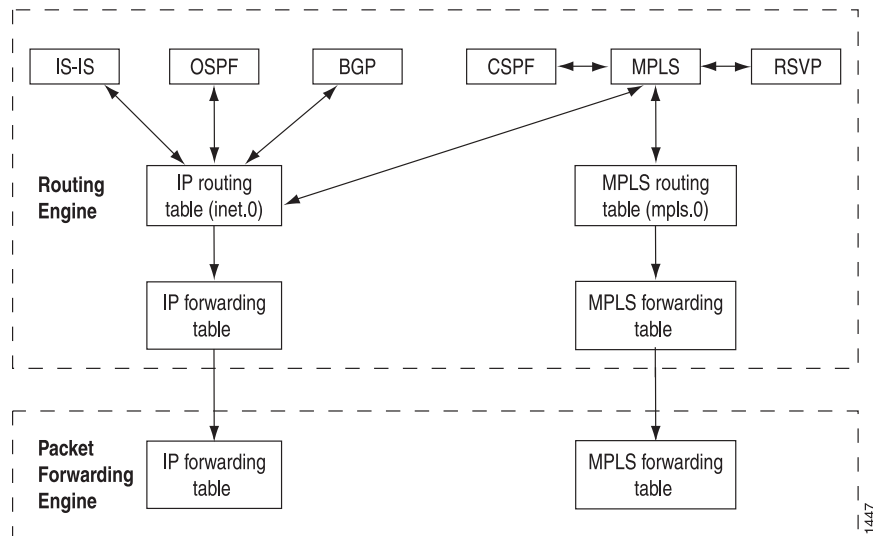 IS-IS
OSPF
BGP
CSPF
MPLS
RSVP
Routing
Engine
IP routing
table (inet.0)
MPLS routing
table (mpls.0)
IP forwarding
table
MPLS forwarding
table
Packet
Forwarding
Engine
IP forwarding
table
MPLS forwarding
table
1447